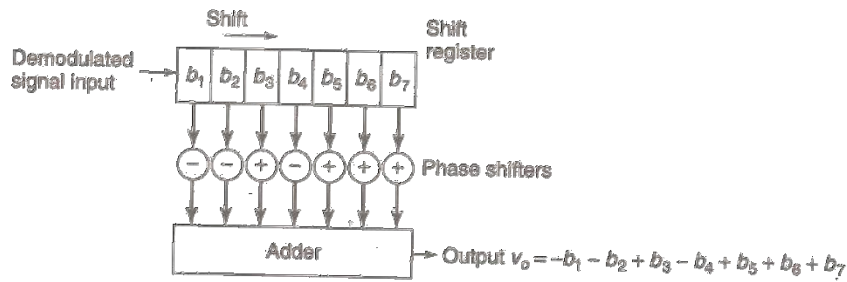 Shift
Shift
register
Demodulated
signal input
b₁ b₂ b₃ b₄ b₅ b₆ b₇
− − + − + + +
Phase shifters
Adder
Output vₒ = −b₁ − b₂ + b₃ − b₄ + b₅ + b₆ + b₇